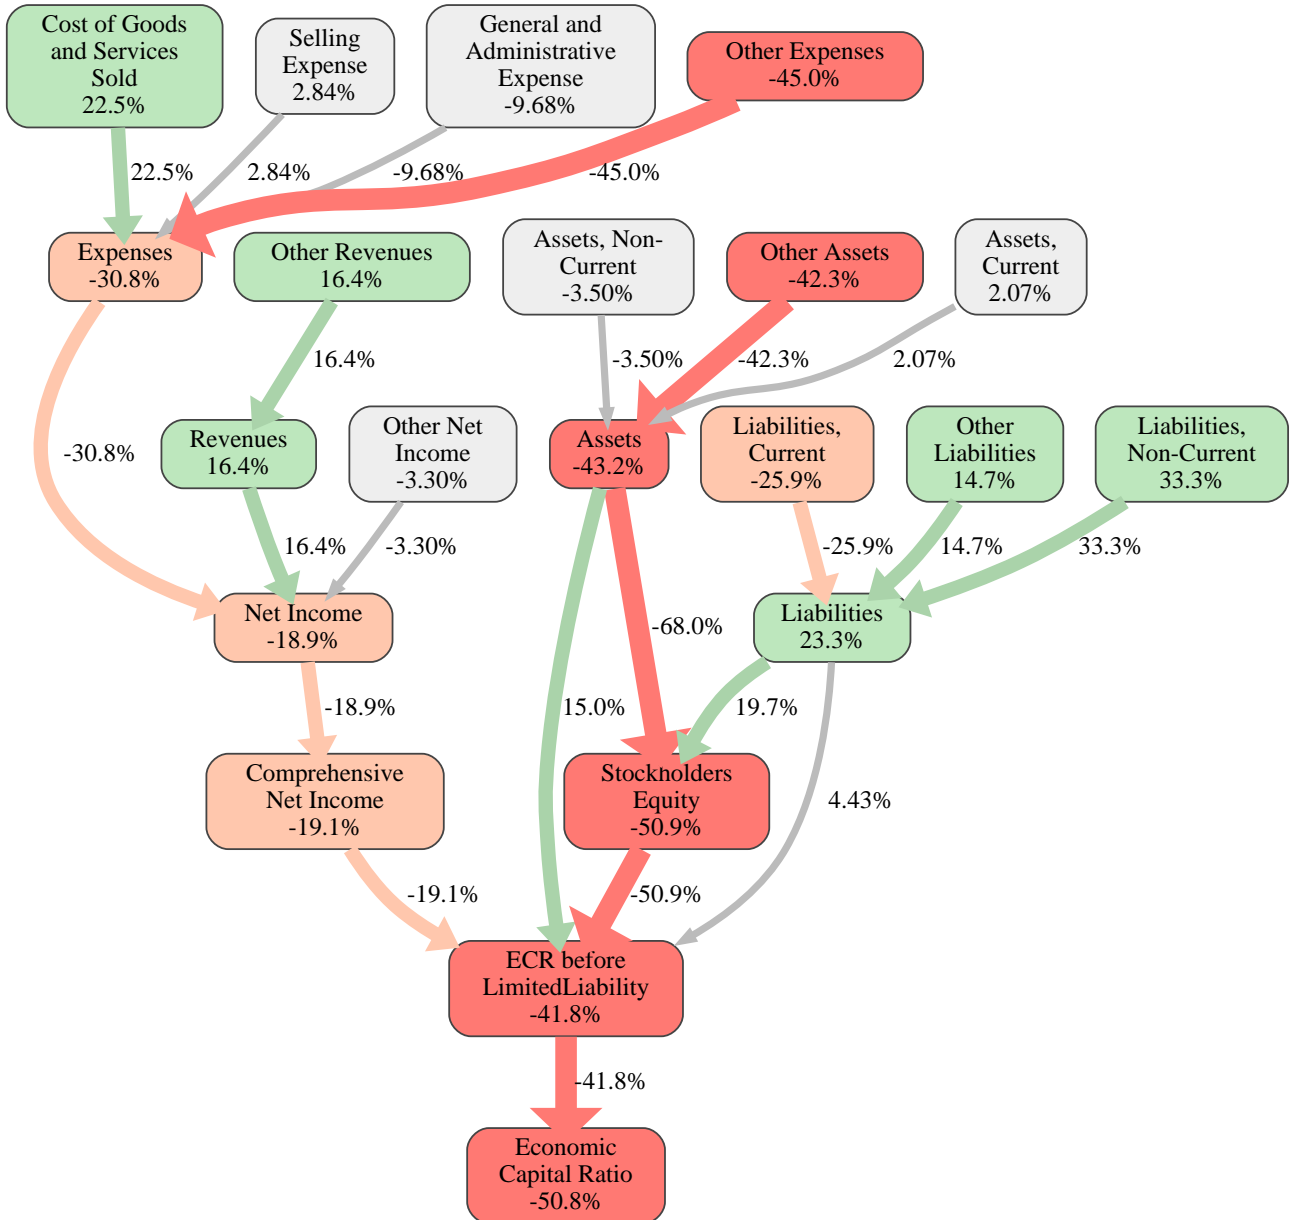 Cost of Goods
and Services
Sold
22.5%
Selling
Expense
2.84%
General and
Administrative
Expense
-9.68%
Other Expenses
-45.0%
22.5%
2.84%
-9.68%
-45.0%
Expenses
-30.8%
Other Revenues
16.4%
Assets, Non-
Current
-3.50%
Other Assets
-42.3%
Assets,
Current
2.07%
16.4%
-3.50%
-42.3%
2.07%
-30.8%
Revenues
16.4%
Other Net
Income
-3.30%
Assets
-43.2%
Liabilities,
Current
-25.9%
Other
Liabilities
14.7%
Liabilities,
Non-Current
33.3%
16.4%
-3.30%
-25.9%
14.7%
33.3%
Net Income
-18.9%
-68.0%
Liabilities
23.3%
-18.9%
15.0%
19.7%
Comprehensive
Net Income
-19.1%
Stockholders
Equity
-50.9%
4.43%
-19.1%
-50.9%
ECR before
LimitedLiability
-41.8%
-41.8%
Economic
Capital Ratio
-50.8%